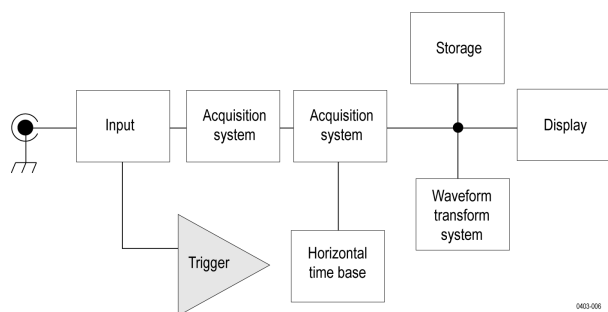 Storage
Input
Acquisition
system
Acquisition
system
Display
Waveform
transform
system
Trigger
Horizontal
time base
0403-006